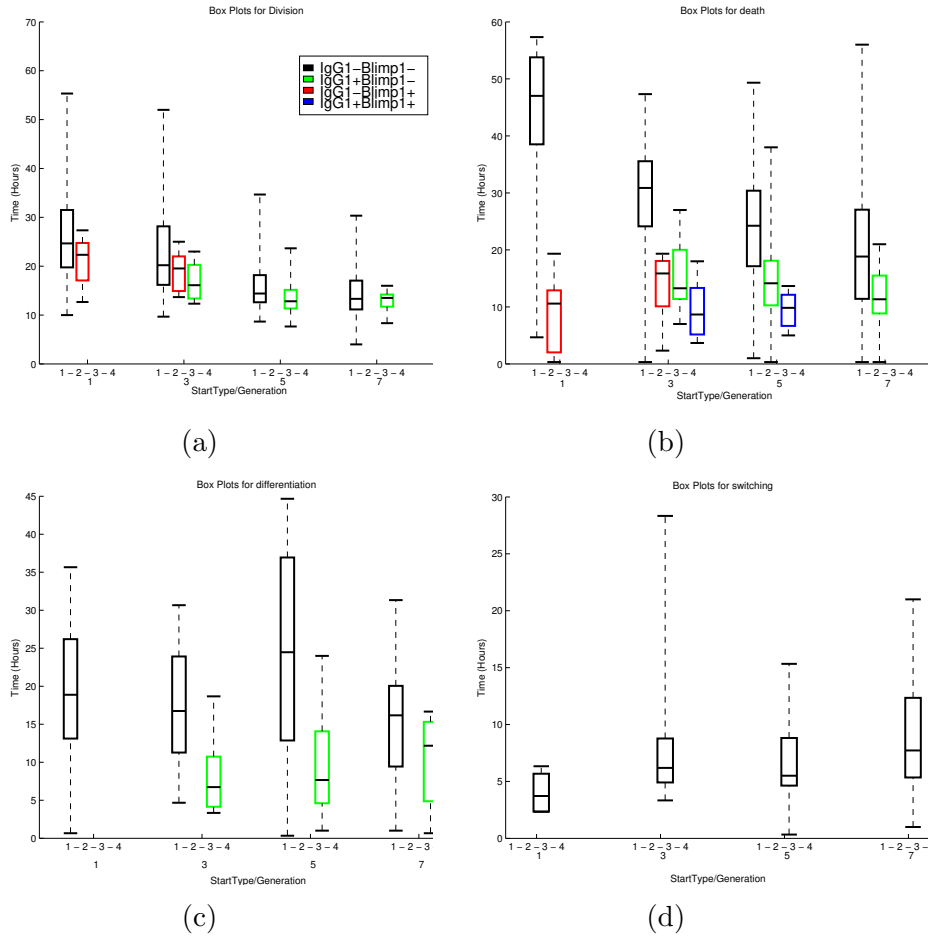 Box Plots for Division
70
60
50
40
30
20
10
0
Time (Hours)
IgG1−Blimp1−
IgG1+Blimp1−
IgG1−Blimp1+
IgG1+Blimp1+
1 − 2 − 3 − 4 1 − 2 − 3 − 4 1 − 2 − 3 − 4 1 − 2 − 3 − 4
1 3 5 7
StartType/Generation
(a)
Box Plots for death
60
50
40
30
20
10
0
Time (Hours)
1 − 2 − 3 − 4 1 − 2 − 3 − 4 1 − 2 − 3 − 4 1 − 2 − 3 − 4
1 3 5 7
StartType/Generation
(b)
Box Plots for differentiation
45
40
35
30
25
20
15
10
5
0
Time (Hours)
1 − 2 − 3 − 4 1 − 2 − 3 − 4 1 − 2 − 3 − 4 1 − 2 − 3
1 3 5 7
StartType/Generation
(c)
Box Plots for switching
30
25
20
15
10
5
0
Time (Hours)
1 − 2 − 3 − 4 1 − 2 − 3 − 4 1 − 2 − 3 − 4 1 − 2 − 3 −
1 3 5 7
StartType/Generation
(d)